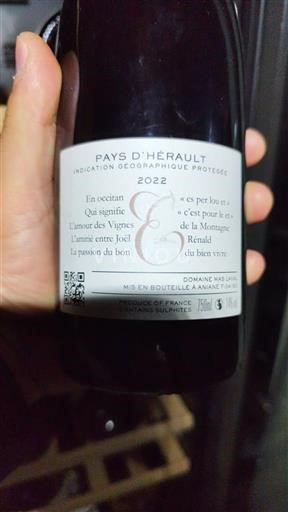 PAYS D'HÉRAULT
INDICATION GÉOGRAPHIQUE PROTÉGÉE
2022
En occitan « es per lou et »
Qui signifie « c'est pour le et »
L'amour des Vignes de la Montagne
L'amitié entre Joël Rénald
La passion du bon du bien vivre
E
DOMAINE MAS LAVAL
MIS EN BOUTEILLE À ANIANE
PRODUCE OF FRANCE
CONTAINS SULPHITES
750ml 14%